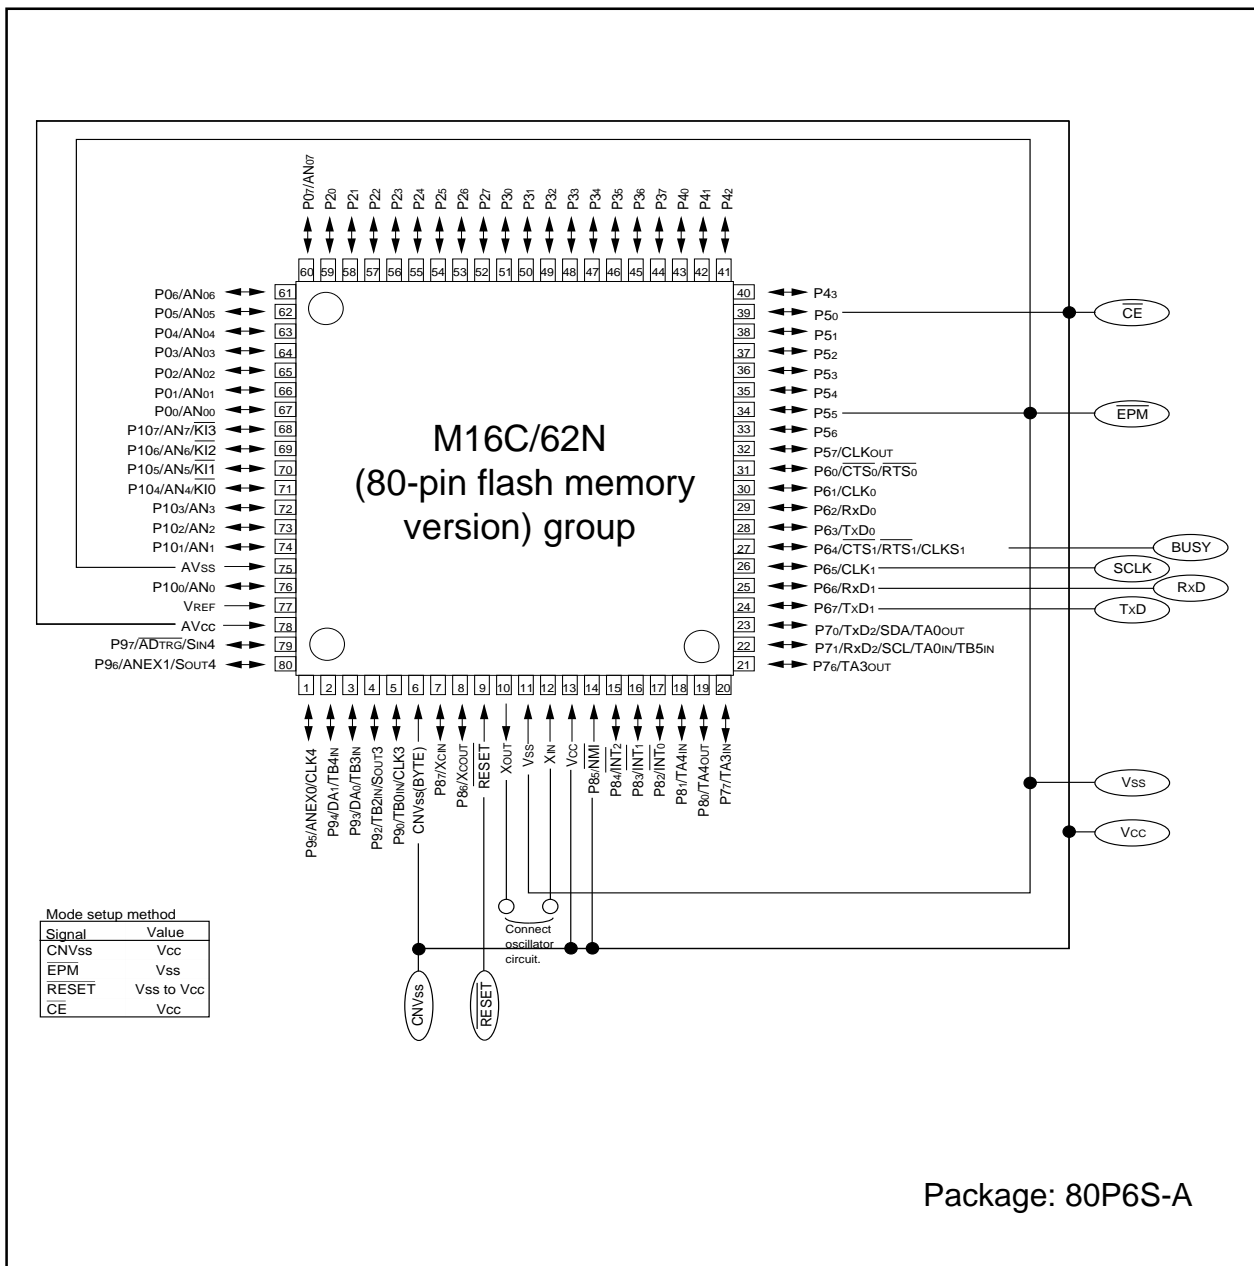 P07/AN07
P20
P21
P22
P23
P24
P25
P26
P27
P30
P31
P32
P33
P34
P35
P36
P37
P40
P41
P42
60 59 58 57 56 55 54 53 52 51 50 49 48 47 46 45 44 43 42 41
P06/AN06 61
P05/AN05 62
P04/AN04 63
P03/AN03 64
P02/AN02 65
P01/AN01 66
P00/AN00 67
P107/AN7/KI3 68
P106/AN6/KI2 69
P105/AN5/KI1 70
P104/AN4/KI0 71
P103/AN3 72
P102/AN2 73
P101/AN1 74
AVSS 75
P100/AN0 76
VREF 77
AVCC 78
P97/ADTRG/SIN4 79
P96/ANEX1/SOUT4 80
M16C/62N
(80-pin flash memory
version) group
40 P43
39 P50
38 P51
37 P52
36 P53
35 P54
34 P55
33 P56
32 P57/CLKOUT
31 P60/CTS0/RTS0
30 P61/CLK0
29 P62/RxD0
28 P63/TxD0
27 P64/CTS1/RTS1/CLKS1
26 P65/CLK1
25 P66/RxD1
24 P67/TxD1
23 P70/TxD2/SDA/TA0OUT
22 P71/RxD2/SCL/TA0IN/TB5IN
21 P76/TA3OUT
CE
EPM
BUSY
SCLK
RxD
TxD
Vss
Vcc
1 2 3 4 5 6 7 8 9 10 11 12 13 14 15 16 17 18 19 20
P95/ANEX0/CLK4
P94/DA1/TB4IN
P93/DA0/TB3IN
P92/TB2IN/SOUT3
P90/TB0IN/CLK3
CNVss(BYTE)
P87/XCIN
P86/XCOUT
RESET
XOUT
VSS
XIN
VCC
P85/NMI
P84/INT2
P83/INT1
P82/INT0
P81/TA4IN
P80/TA4OUT
P77/TA3IN
Connect
oscillator
circuit.
CNVss
RESET
Mode setup method
Signal Value
CNVss Vcc
EPM Vss
RESET Vss to Vcc
CE Vcc
Package: 80P6S-A